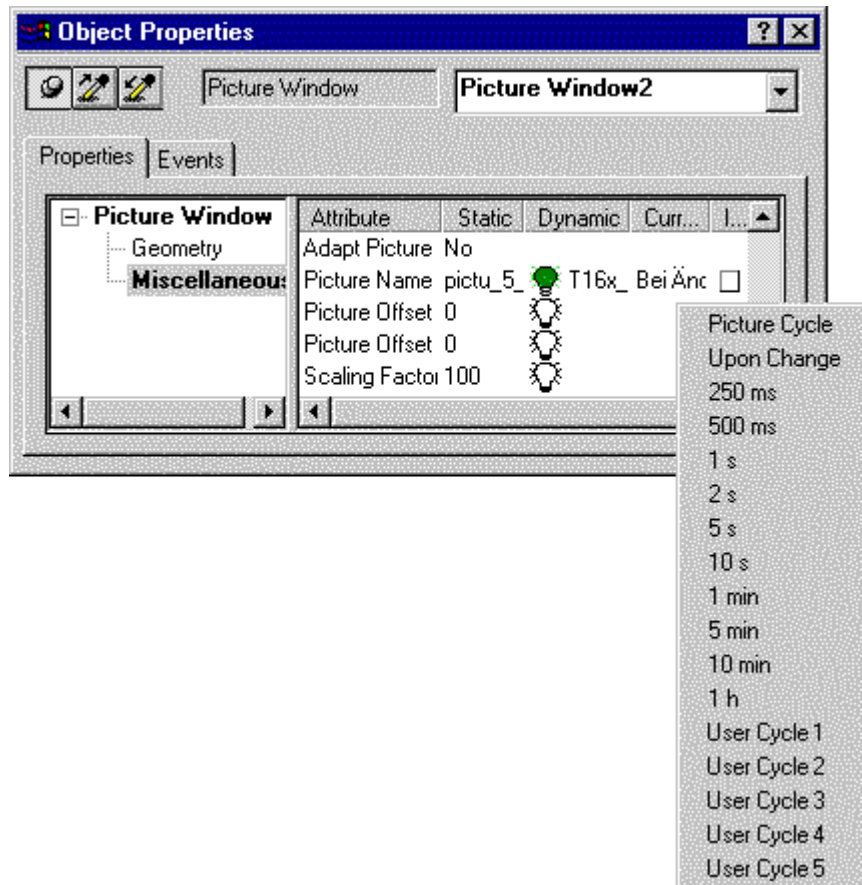 Object Properties
Picture Window Picture Window2
Properties Events
Picture Window
Geometry
Miscellaneou
Attribute Static Dynamic Curr... I...
Adapt Picture No
Picture Name pictu_5_ T16x_ Bei Änc
Picture Offset 0
Picture Offset 0
Scaling Factor 100
Picture Cycle
Upon Change
250 ms
500 ms
1 s
2 s
5 s
10 s
1 min
5 min
10 min
1 h
User Cycle 1
User Cycle 2
User Cycle 3
User Cycle 4
User Cycle 5